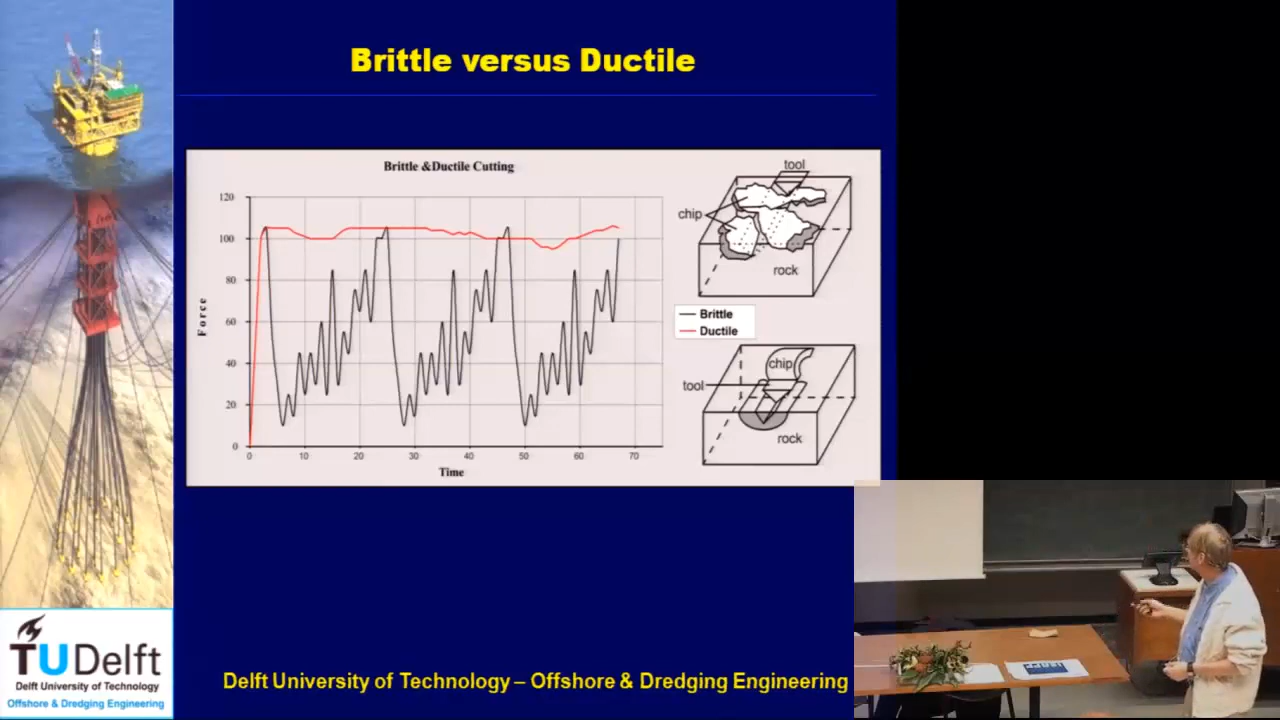 Brittle versus Ductile
Brittle &Ductile Cutting
120
100
80
60
40
20
0
Force
0 10 20 30 40 50 60 70
Time
tool
chip
rock
Brittle
Ductile
chip
tool
rock
TUDelft
Delft University of Technology
Offshore & Dredging Engineering
Delft University of Technology – Offshore & Dredging Engineering